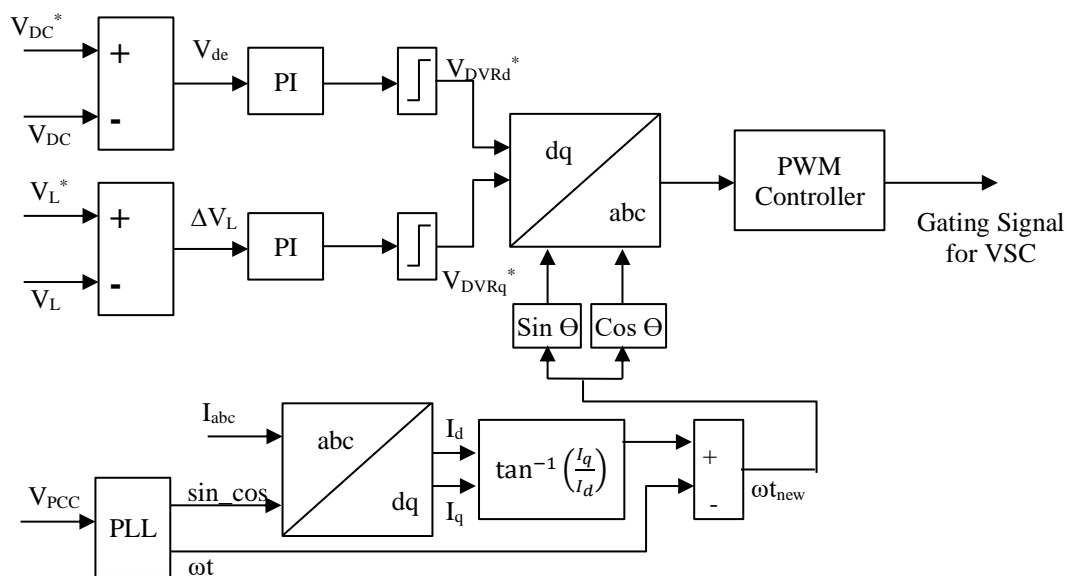 V_DC*
+
V_de
PI
V_DVRd*
-
V_DC
dq
abc
PWM
Controller
Gating Signal
for VSC
V_L*
+
ΔV_L
PI
-
V_L
V_DVRq*
Sin Ө
Cos Ө
I_abc
abc
dq
I_d
I_q
tan⁻¹(I_q/I_d)
+
-
ωt_new
V_PCC
PLL
sin_cos
ωt